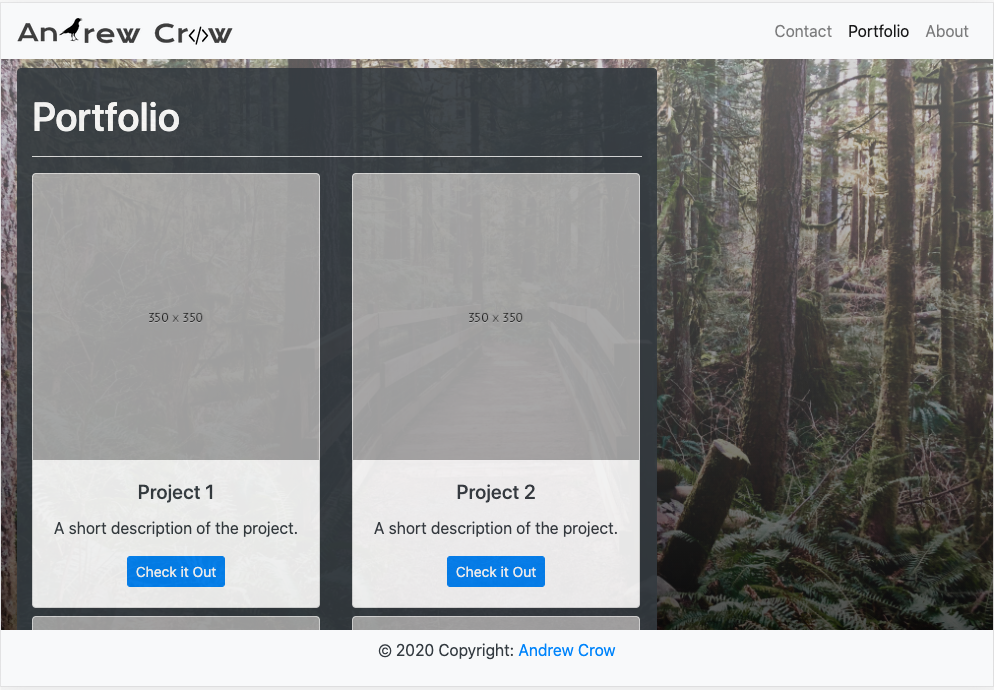 Andrew Cr</>w
Contact Portfolio About
Portfolio
350 x 350
350 x 350
Project 1
Project 2
A short description of the project.
A short description of the project.
Check it Out
Check it Out
© 2020 Copyright: Andrew Crow